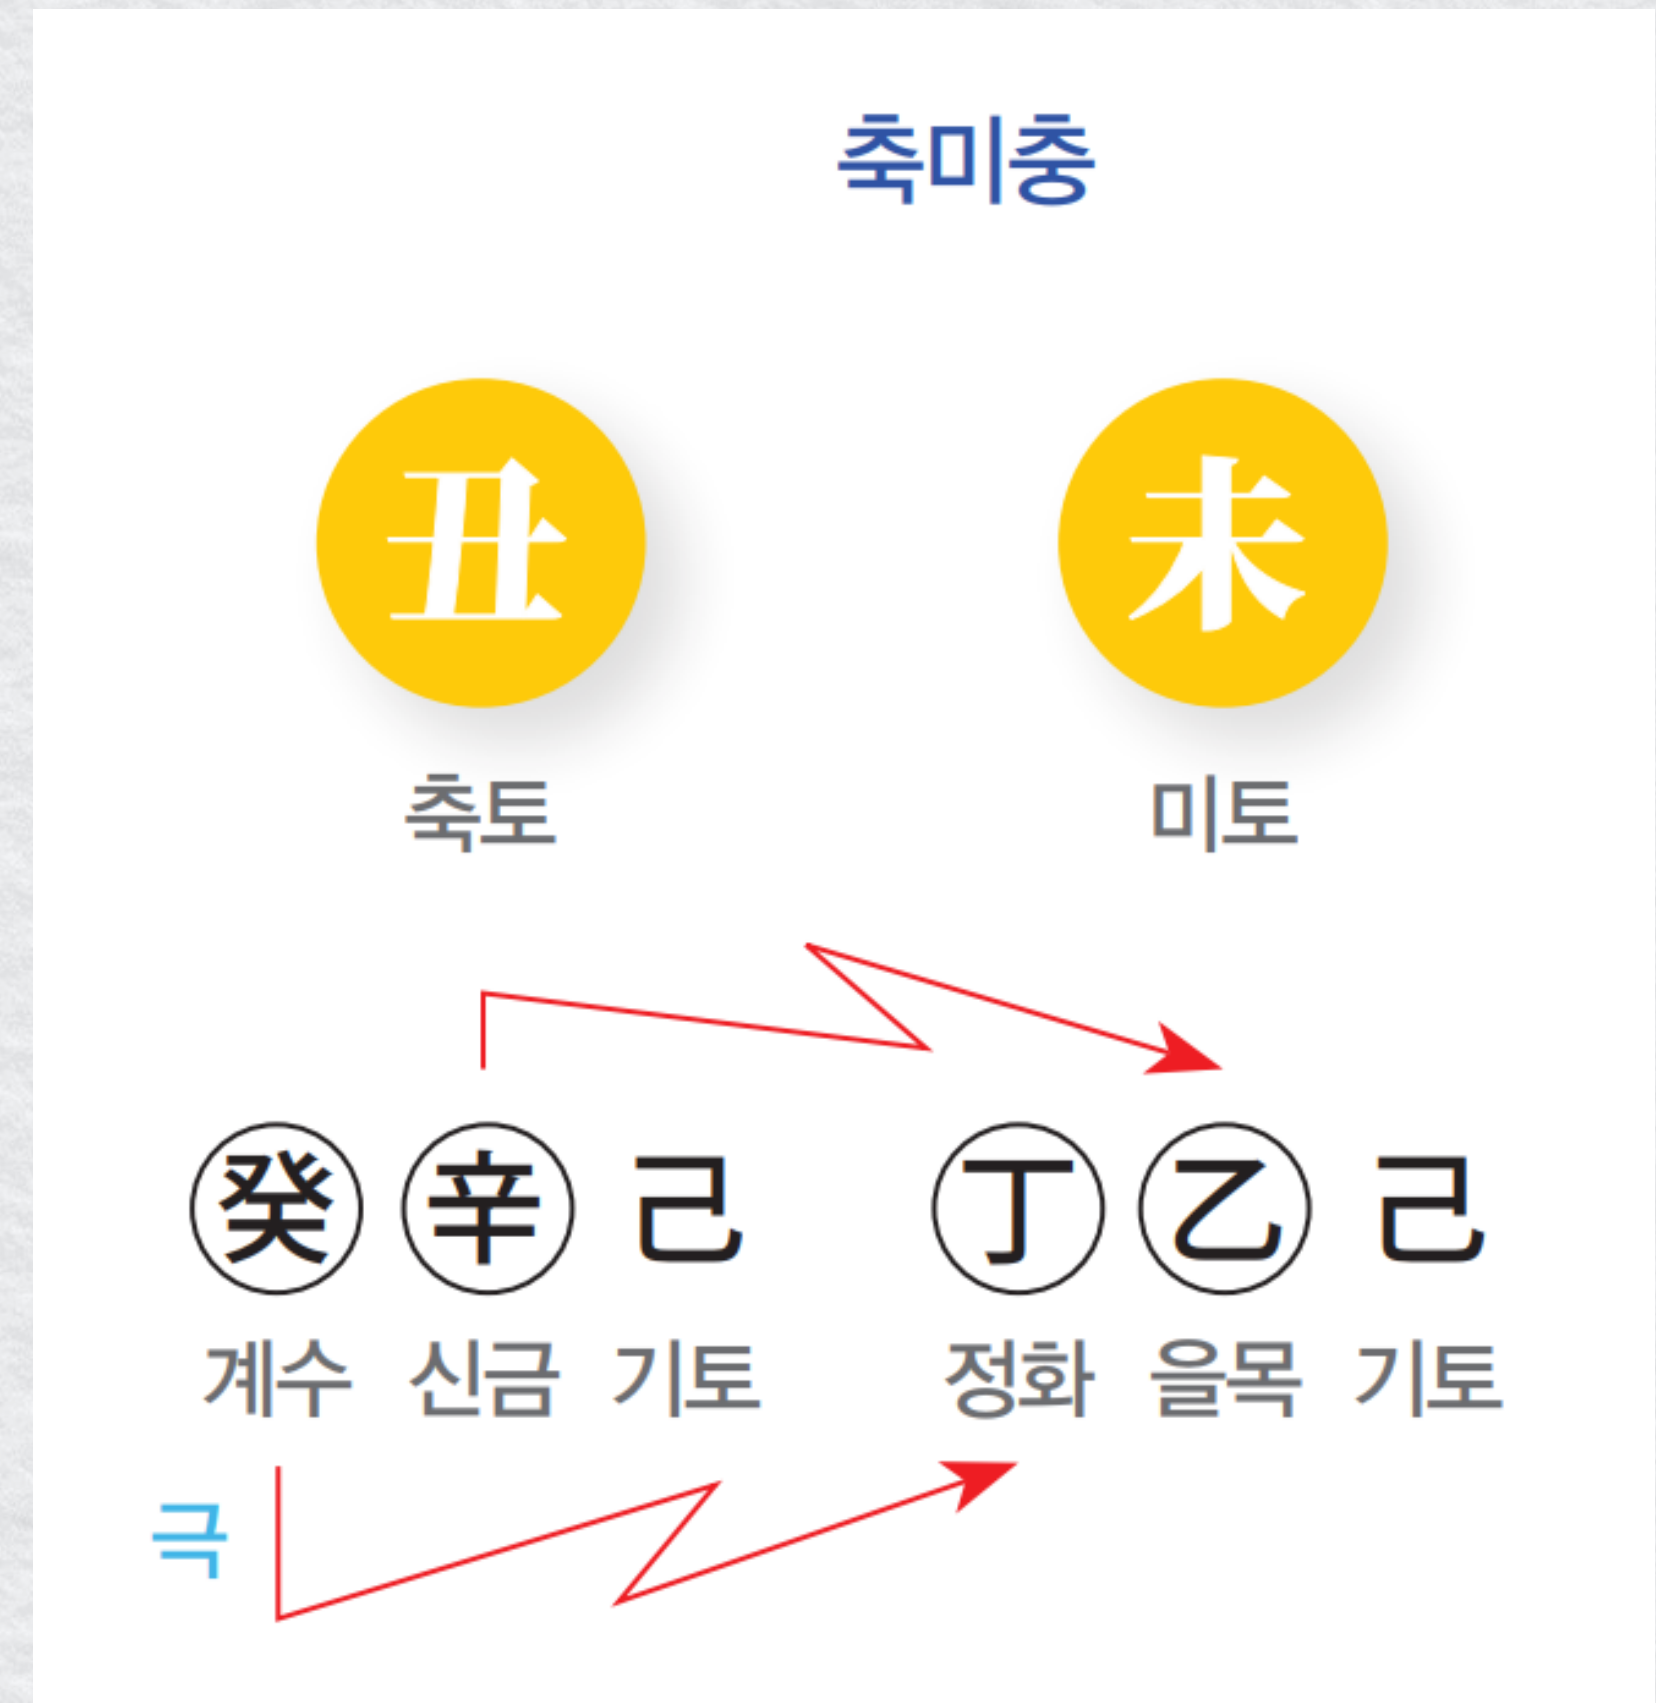 축미충
丑 未
축토 미토
癸 辛 己 丁 乙 己
계수 신금 기토 정화 을목 기토
극